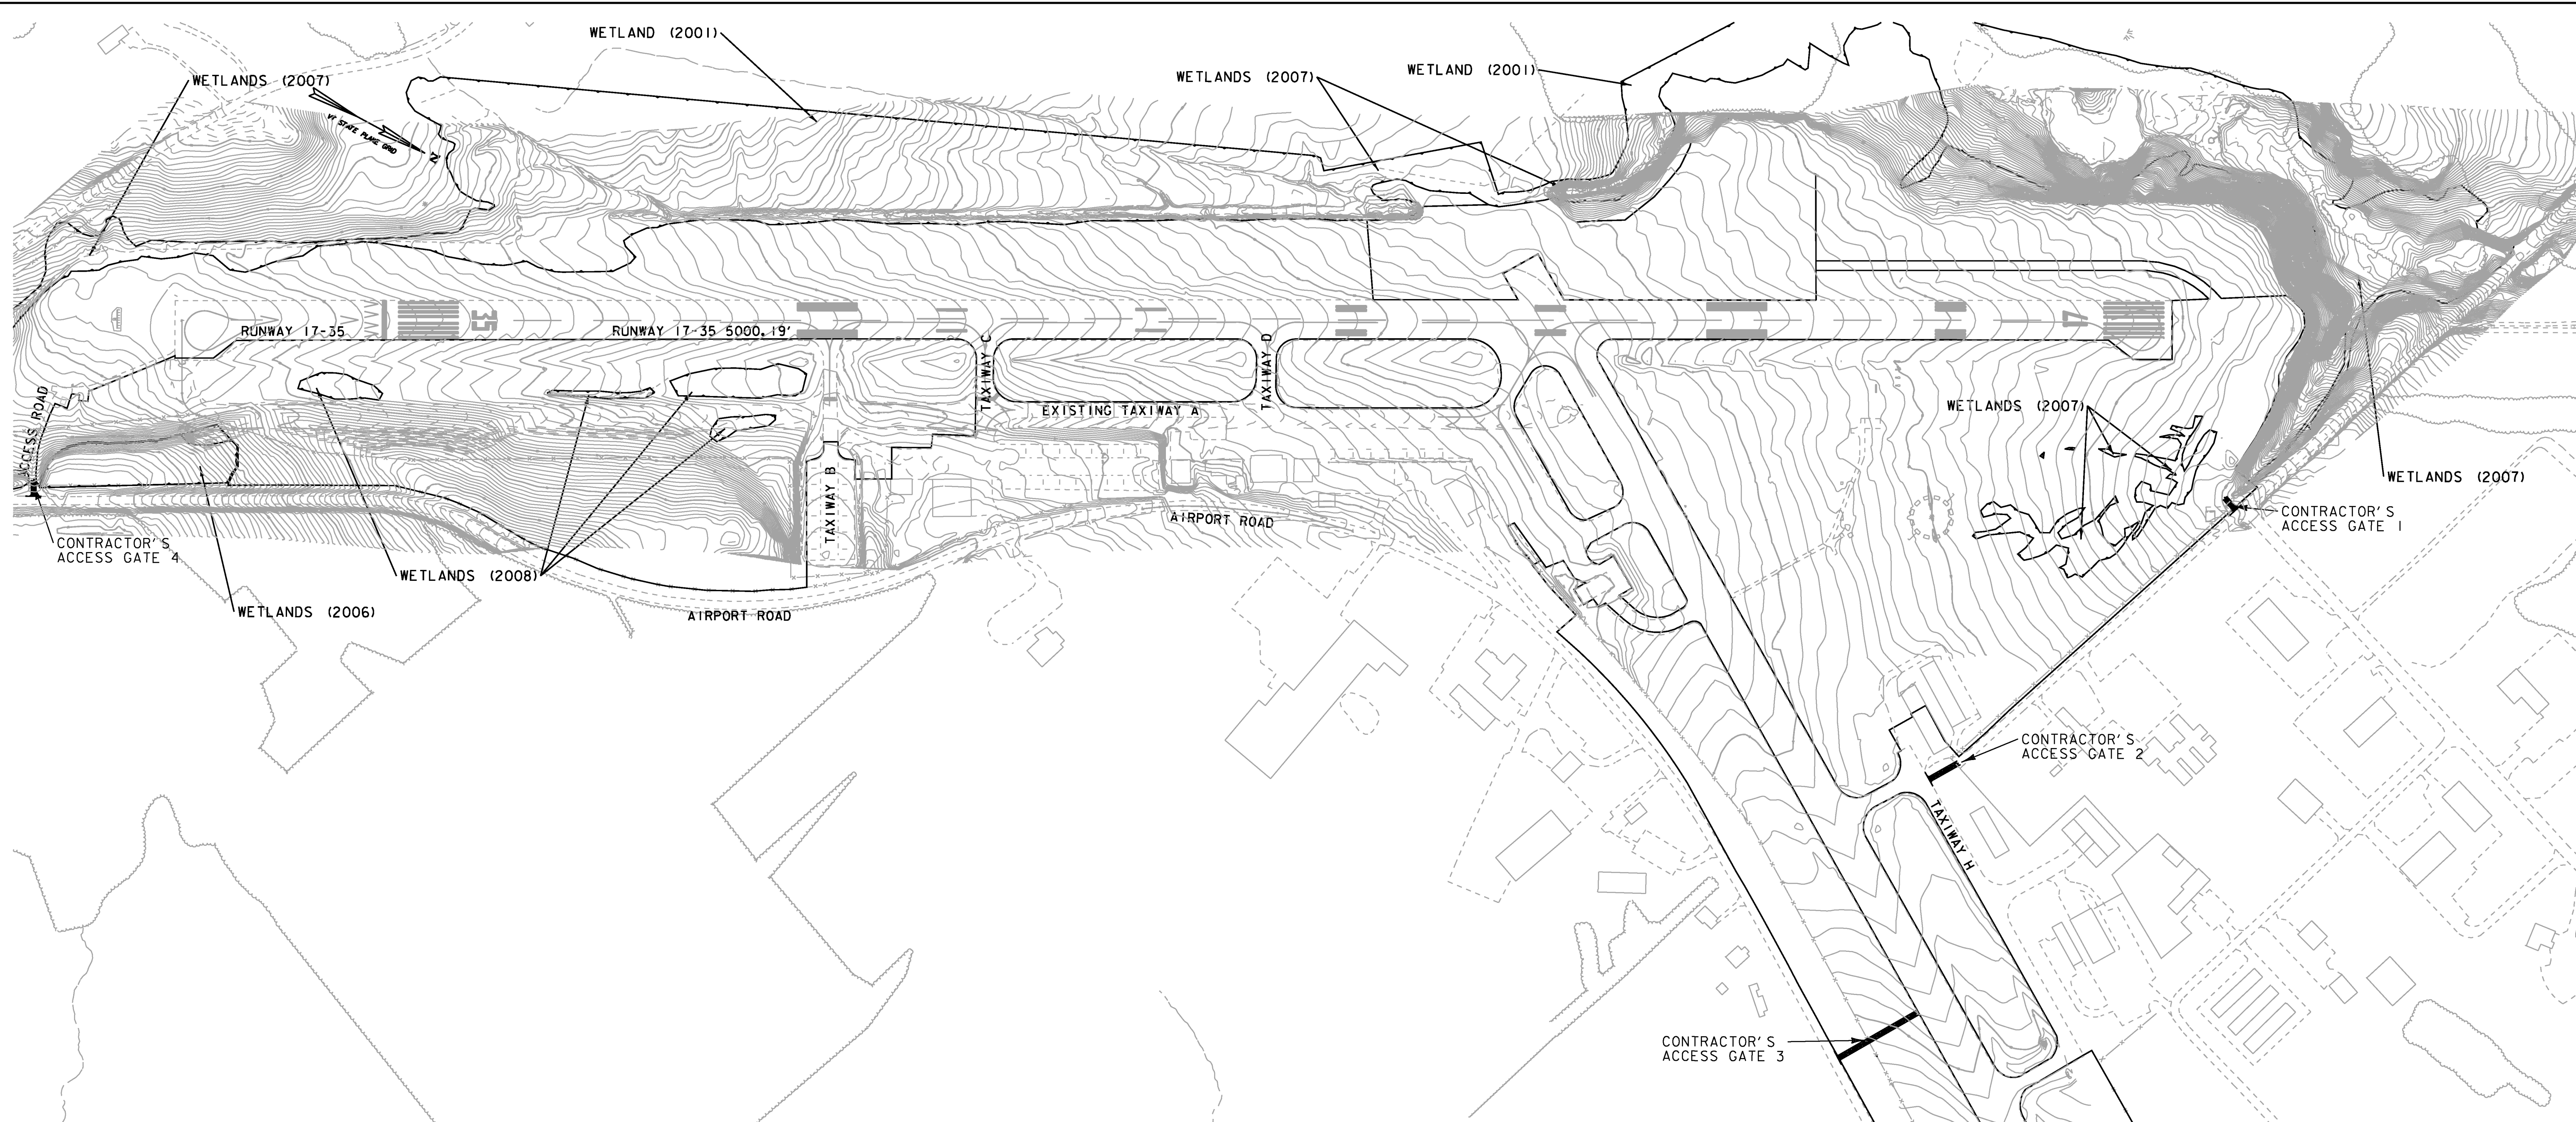 WETLAND (2001)
WETLANDS (2007)
VT STATE PLANE GRID
N
WETLANDS (2007)
WETLAND (2001)
RUNWAY 17-35
35
RUNWAY 17-35 5000.19'
TAXIWAY C
TAXIWAY D
17
ACCESS ROAD
EXISTING TAXIWAY A
TAXIWAY B
AIRPORT ROAD
WETLANDS (2007)
WETLANDS (2007)
CONTRACTOR'S
ACCESS GATE 1
CONTRACTOR'S
ACCESS GATE 4
WETLANDS (2008)
WETLANDS (2006)
AIRPORT ROAD
CONTRACTOR'S
ACCESS GATE 2
TAXIWAY H
CONTRACTOR'S
ACCESS GATE 3